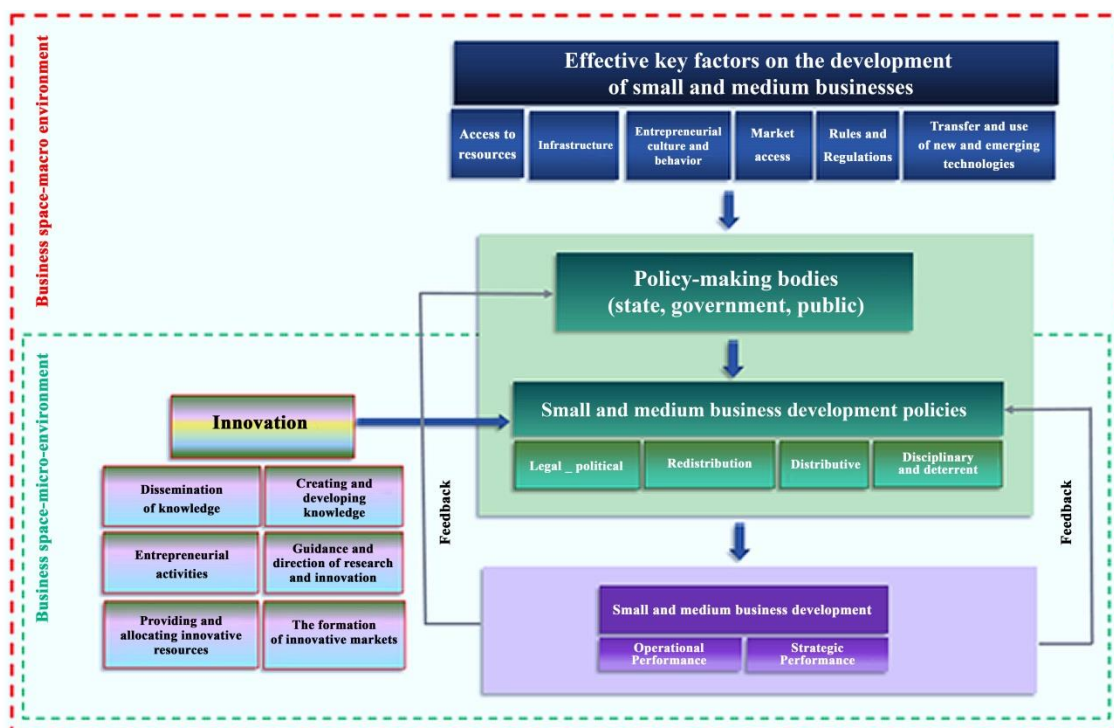 Business space-macro environment
Effective key factors on the development
of small and medium businesses
Access to
resources
Infrastructure
Entrepreneurial
culture and
behavior
Market
access
Rules and
Regulations
Transfer and use
of new and emerging
technologies
Policy-making bodies
(state, government, public)
Business space-micro-environment
Innovation
Small and medium business development policies
Legal _ political
Redistribution
Distributive
Disciplinary
and deterrent
Dissemination
of knowledge
Creating and
developing
knowledge
Entrepreneurial
activities
Guidance and
direction of research
and innovation
Providing and
allocating innovative
resources
The formation
of innovative markets
Feedback
Feedback
Small and medium business development
Operational
Performance
Strategic
Performance